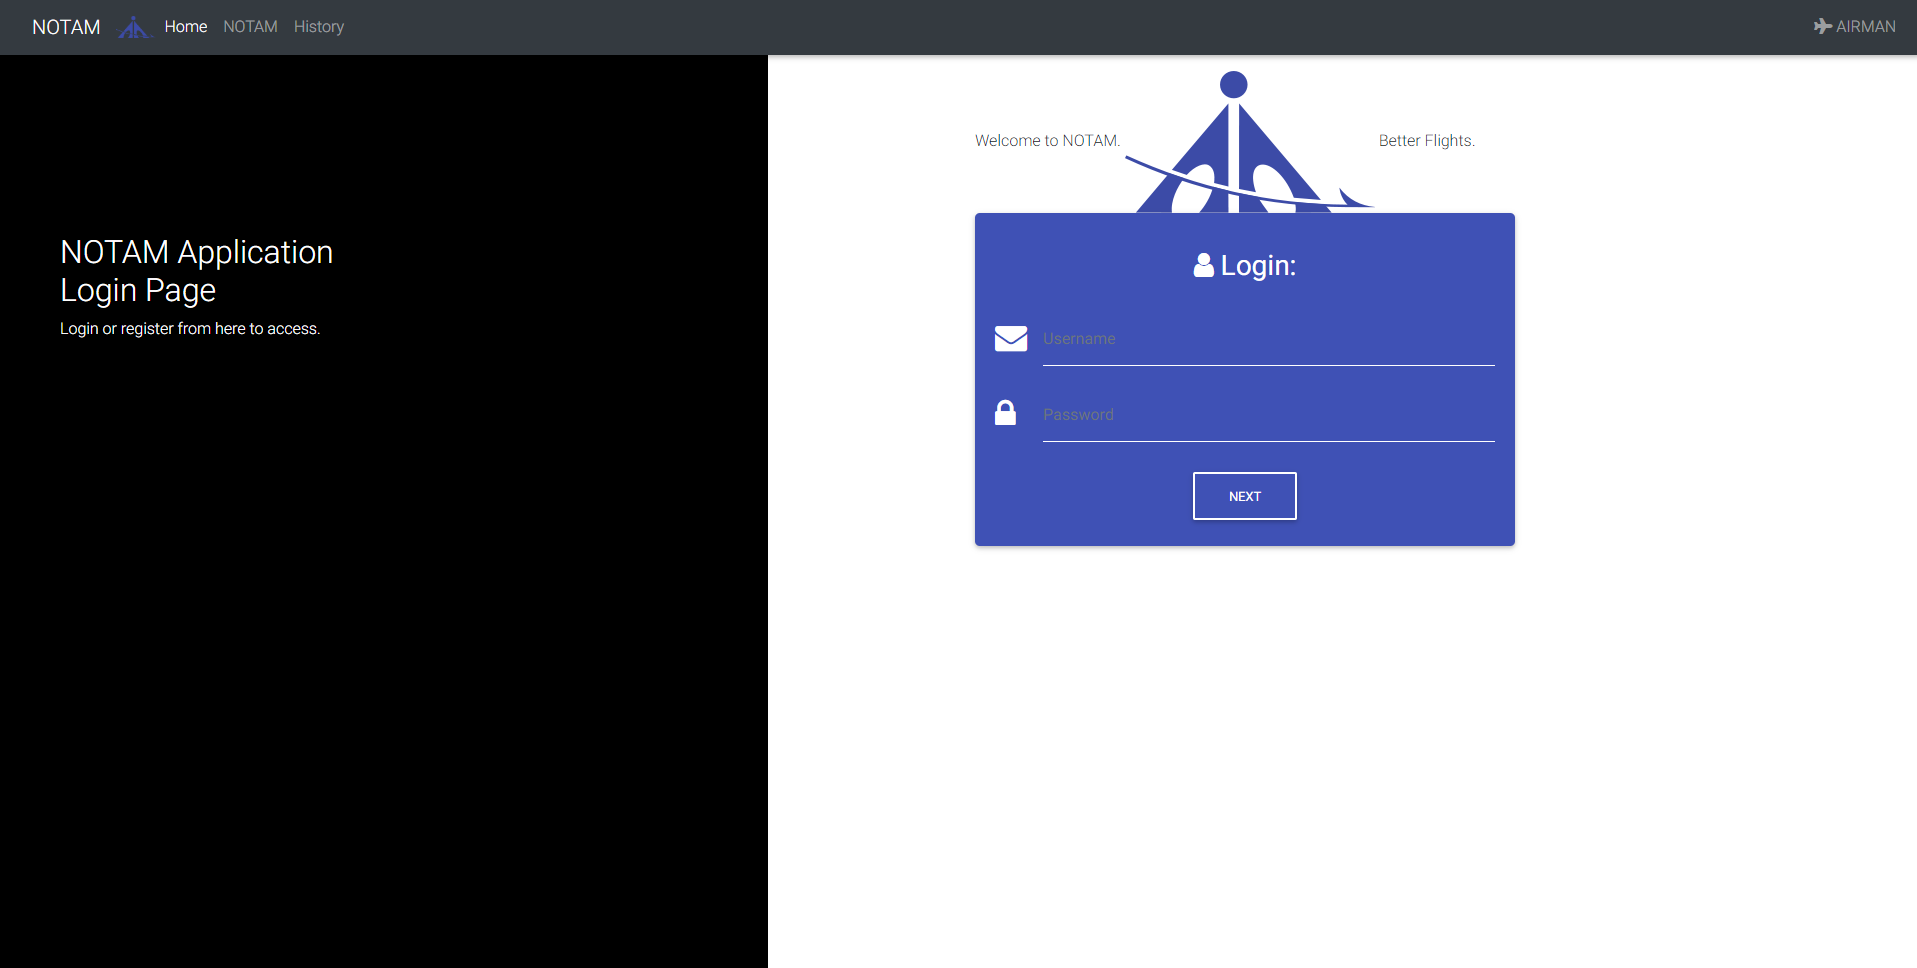 NOTAM Home NOTAM History AIRMAN
NOTAM Application
Login Page
Login or register from here to access.
Welcome to NOTAM. Better Flights.
Login:
Username
Password
NEXT